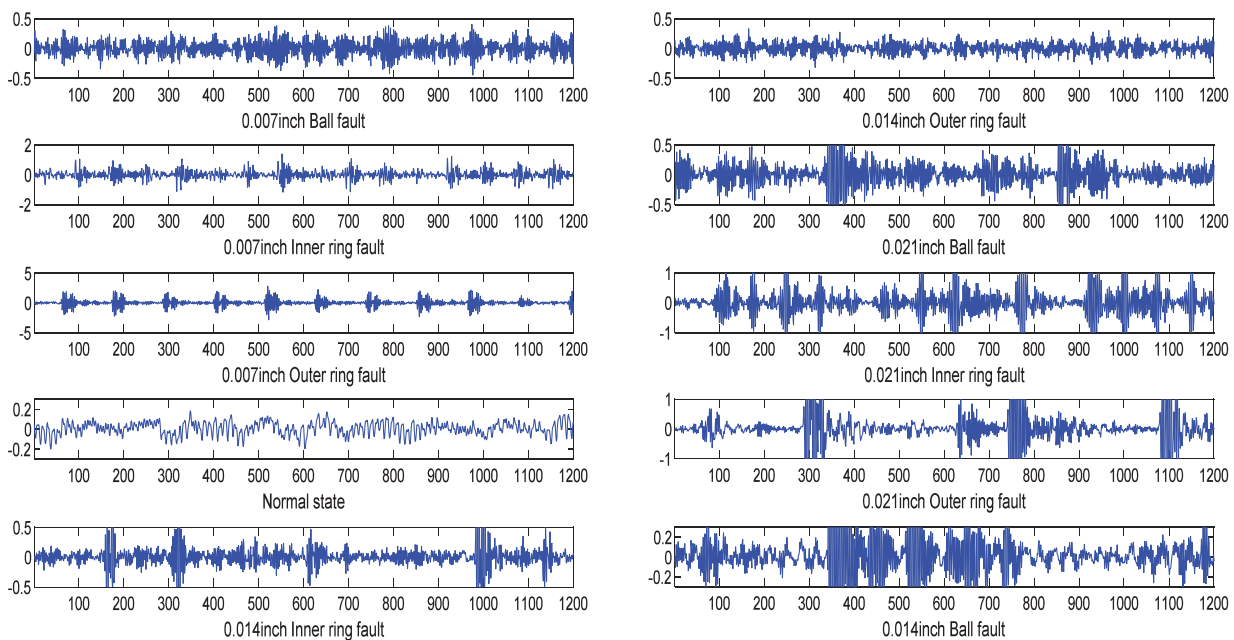 0.5
0
-0.5
100 200 300 400 500 600 700 800 900 1000 1100 1200
0.007inch Ball fault
2
0
-2
100 200 300 400 500 600 700 800 900 1000 1100 1200
0.007inch Inner ring fault
5
0
-5
100 200 300 400 500 600 700 800 900 1000 1100 1200
0.007inch Outer ring fault
0.2
0
-0.2
100 200 300 400 500 600 700 800 900 1000 1100 1200
Normal state
0.5
0
-0.5
100 200 300 400 500 600 700 800 900 1000 1100 1200
0.014inch Inner ring fault
0.5
0
-0.5
100 200 300 400 500 600 700 800 900 1000 1100 1200
0.014inch Outer ring fault
0.5
0
-0.5
100 200 300 400 500 600 700 800 900 1000 1100 1200
0.021inch Ball fault
1
0
-1
100 200 300 400 500 600 700 800 900 1000 1100 1200
0.021inch Inner ring fault
1
0
-1
100 200 300 400 500 600 700 800 900 1000 1100 1200
0.021inch Outer ring fault
0.2
0
-0.2
100 200 300 400 500 600 700 800 900 1000 1100 1200
0.014inch Ball fault